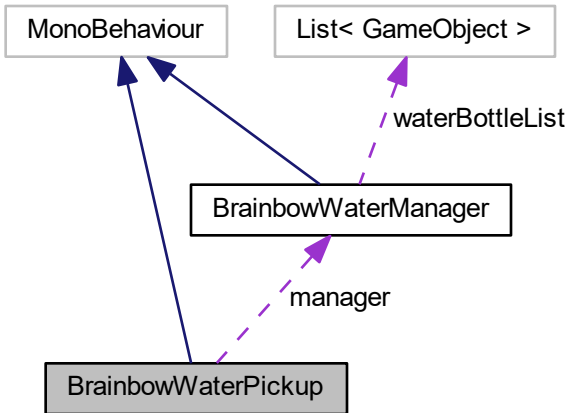 MonoBehaviour
List< GameObject >
waterBottleList
BrainbowWaterManager
manager
BrainbowWaterPickup